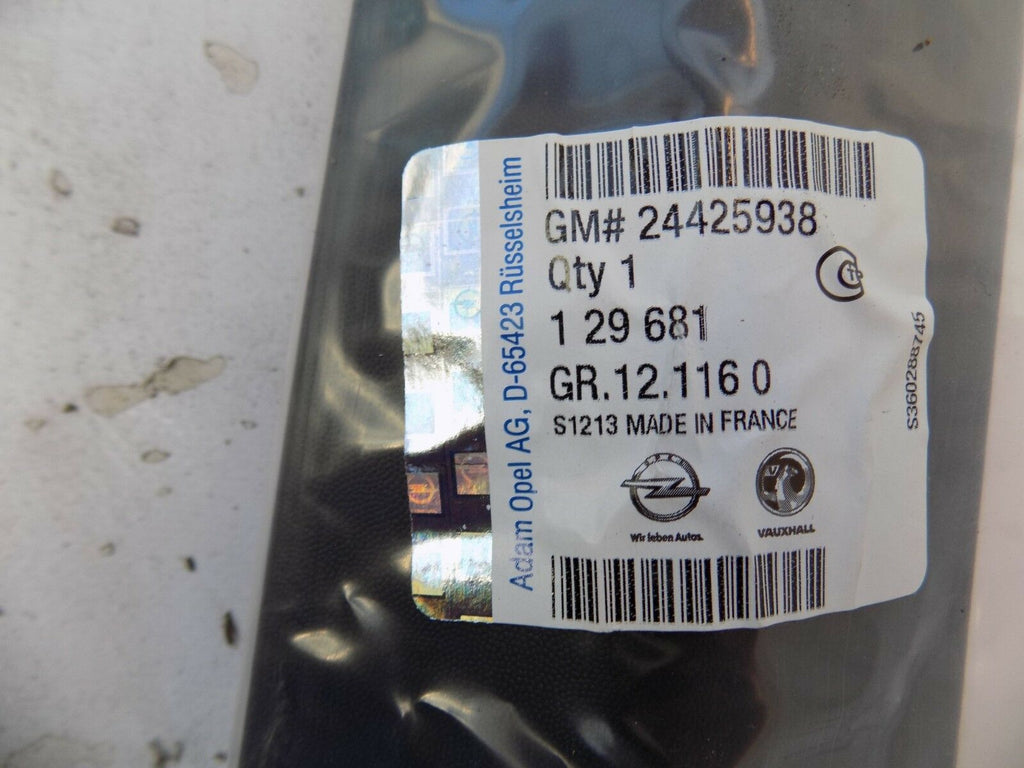 Adam Opel AG, D-65423 Rüsselsheim
GM# 24425938
Qty 1
1 29 681
GR.12.116 0
S1213 MADE IN FRANCE
S360288745
OPEL
Wir leben Autos.
VAUXHALL